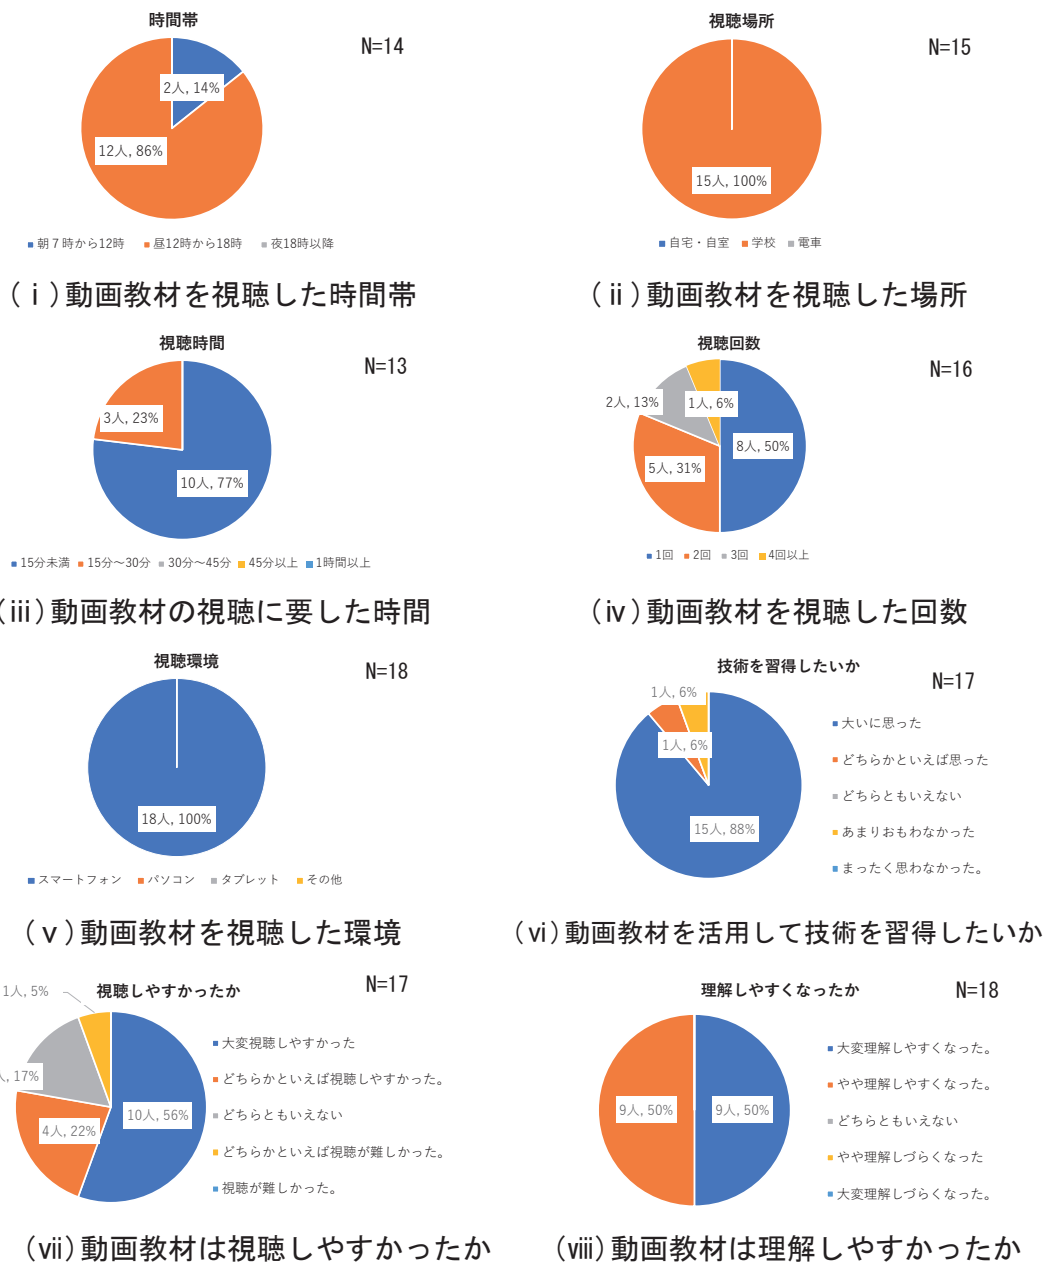 時間帯
N=14
2人, 14%
12人, 86%
朝７時から12時 昼12時から18時 夜18時以降
(ⅰ)動画教材を視聴した時間帯
視聴場所
N=15
15人, 100%
自宅・自室 学校 電車
(ⅱ)動画教材を視聴した場所
視聴時間
N=13
3人, 23%
10人, 77%
15分未満 15分～30分 30分～45分 45分以上 1時間以上
(ⅲ)動画教材の視聴に要した時間
視聴回数
N=16
2人, 13%
1人, 6%
8人, 50%
5人, 31%
1回 2回 3回 4回以上
(ⅳ)動画教材を視聴した回数
視聴環境
N=18
18人, 100%
スマートフォン パソコン タブレット その他
(ⅴ)動画教材を視聴した環境
技術を習得したいか
N=17
1人, 6%
1人, 6%
15人, 88%
大いに思った
どちらかといえば思った
どちらともいえない
あまりおもわなかった
まったく思わなかった。
(ⅵ)動画教材を活用して技術を習得したいか
視聴しやすかったか
N=17
1人, 5%
人, 17%
10人, 56%
4人, 22%
大変視聴しやすかった
どちらかといえば視聴しやすかった。
どちらともいえない
どちらかといえば視聴が難しかった。
視聴が難しかった。
(ⅶ)動画教材は視聴しやすかったか
理解しやすくなったか
N=18
9人, 50%
9人, 50%
大変理解しやすくなった。
やや理解しやすくなった。
どちらともいえない
やや理解しづらくなった
大変理解しづらくなった。
(ⅷ)動画教材は理解しやすかったか